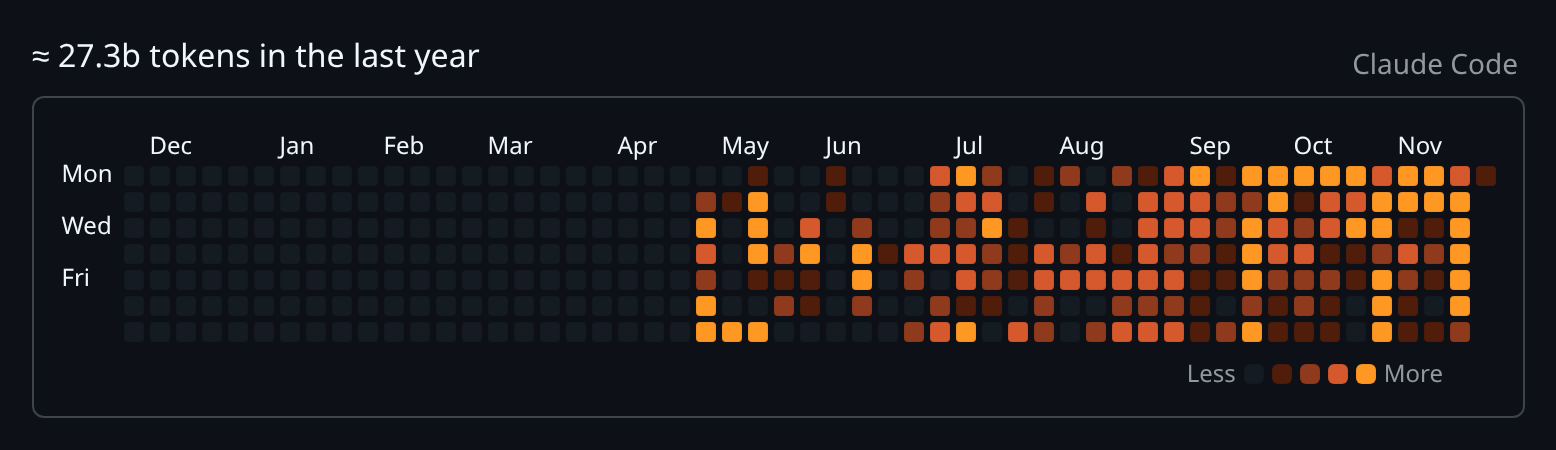 ≈ 27.3b tokens in the last year
Claude Code
Dec Jan Feb Mar Apr May Jun Jul Aug Sep Oct Nov
Mon
Wed
Fri
Less More